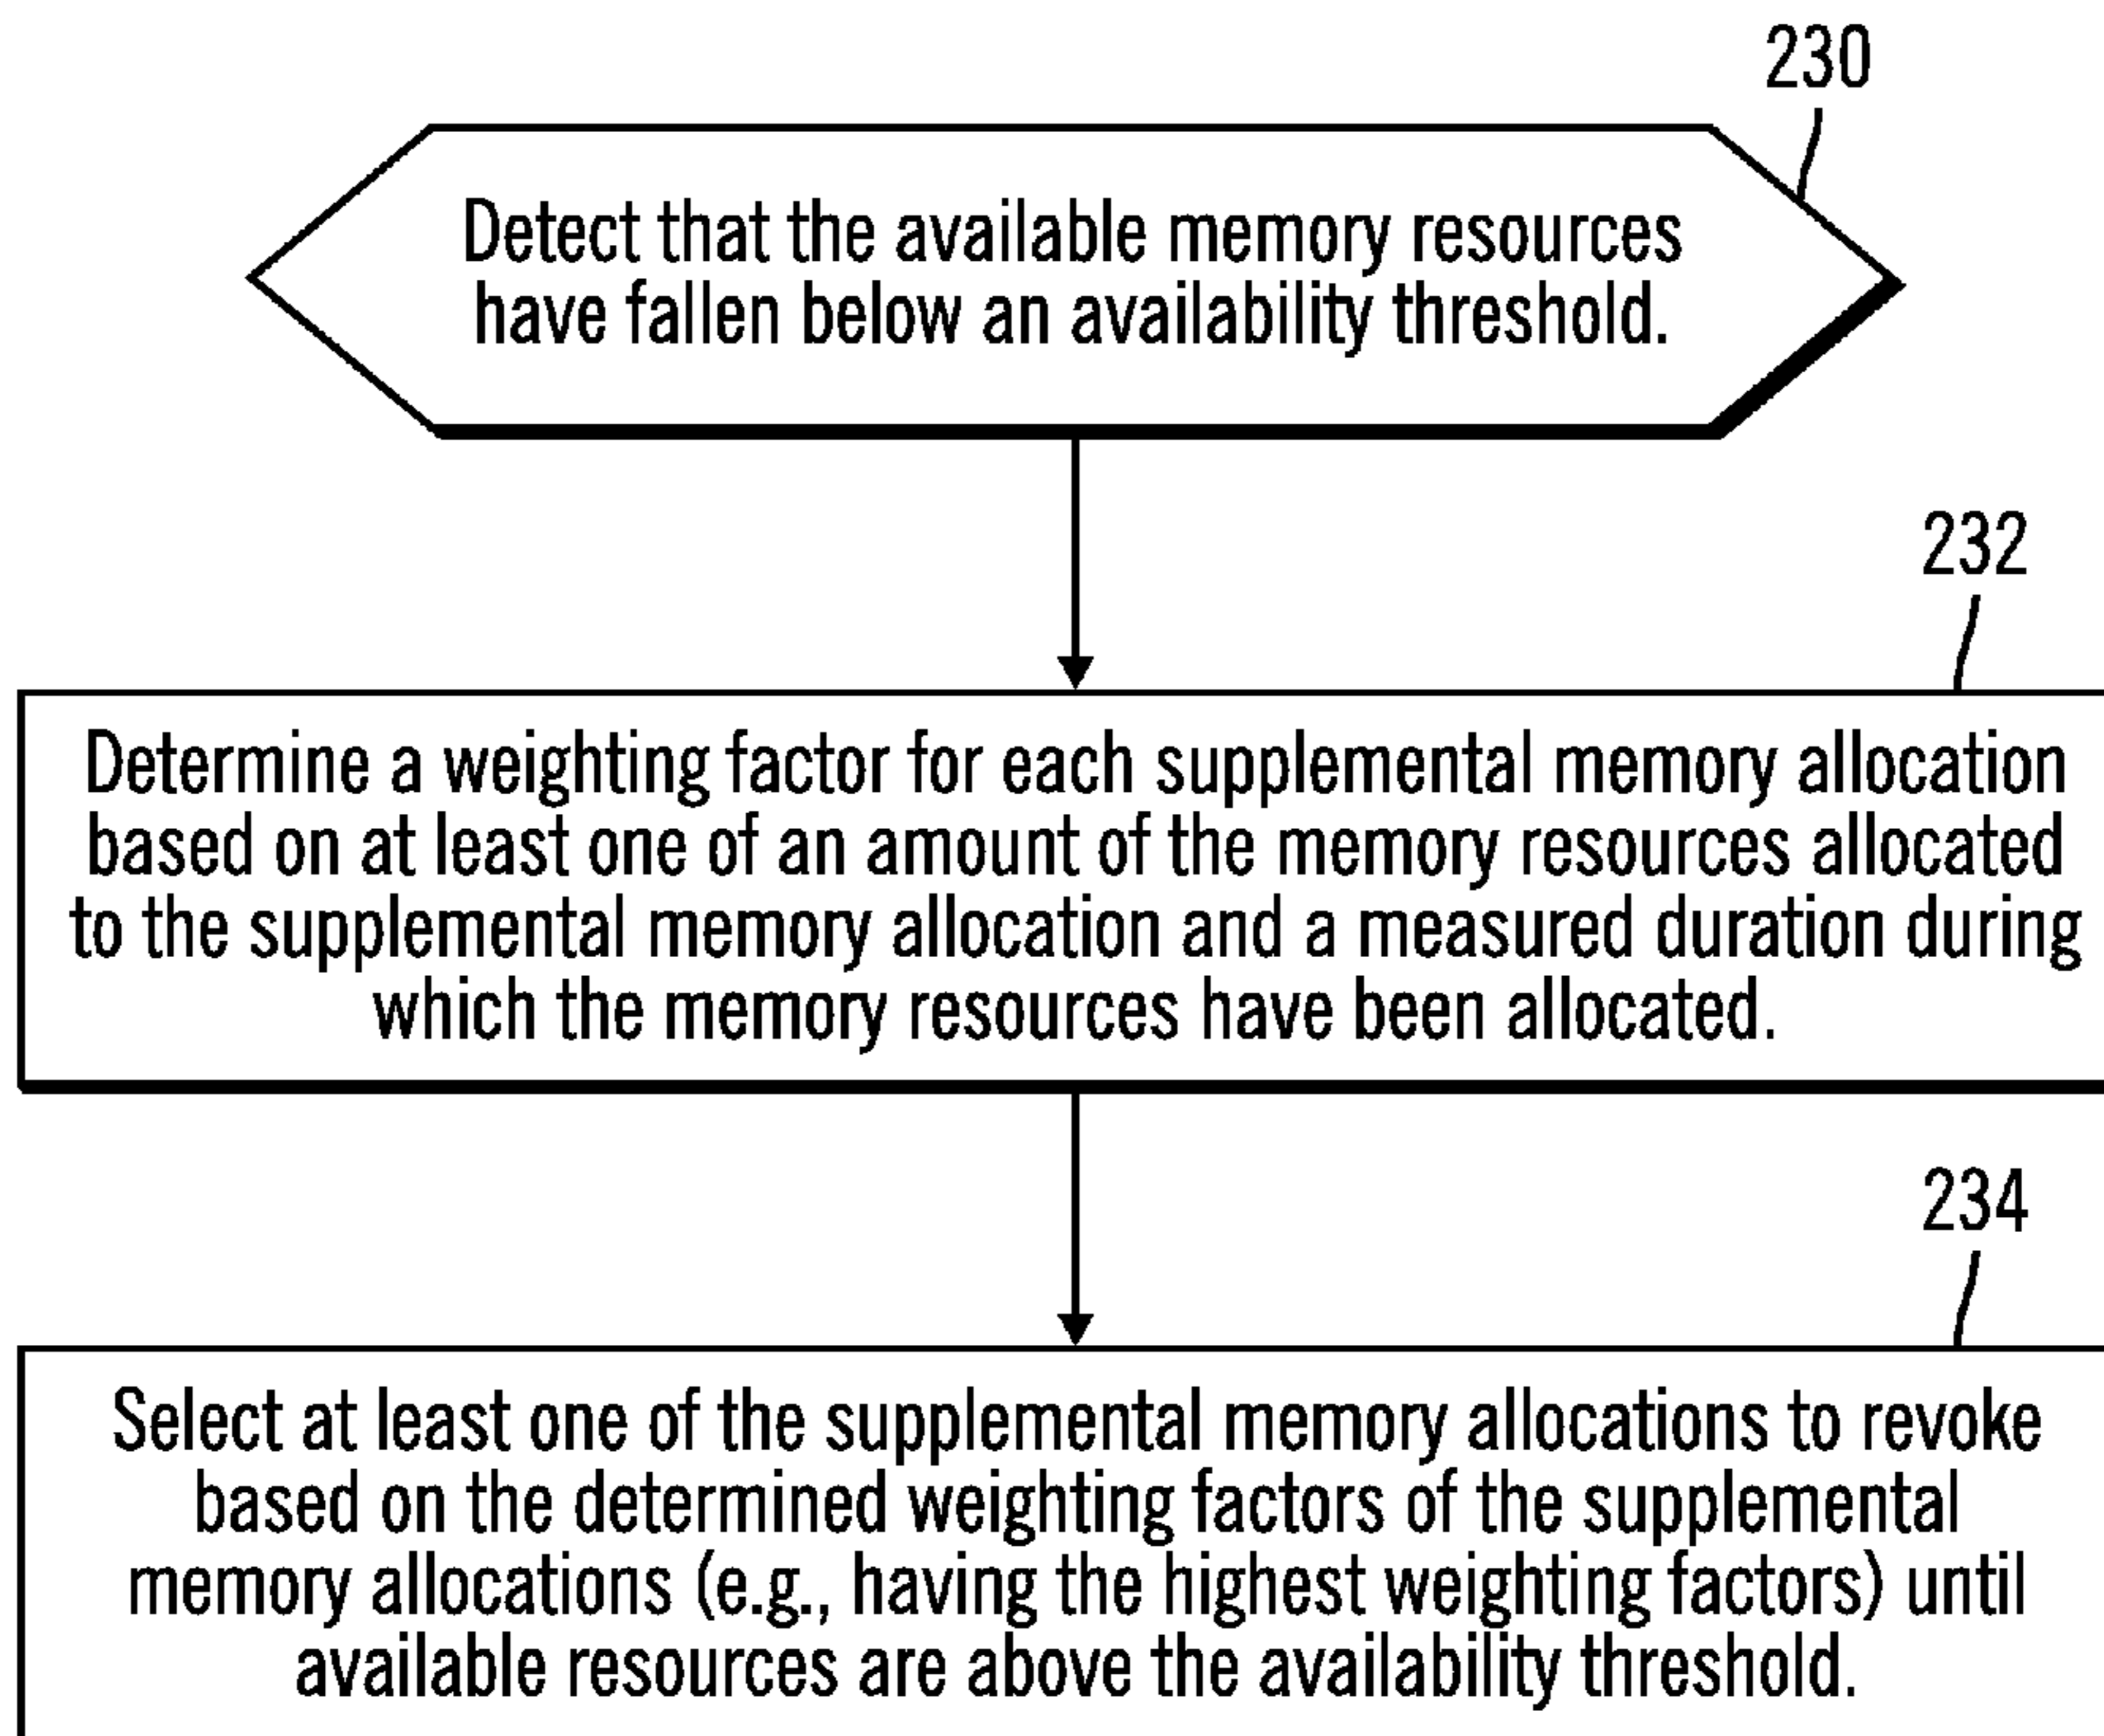 230
Detect that the available memory resources
have fallen below an availability threshold.
232
Determine a weighting factor for each supplemental memory allocation
based on at least one of an amount of the memory resources allocated
to the supplemental memory allocation and a measured duration during
which the memory resources have been allocated.
234
Select at least one of the supplemental memory allocations to revoke
based on the determined weighting factors of the supplemental
memory allocations (e.g., having the highest weighting factors) until
available resources are above the availability threshold.